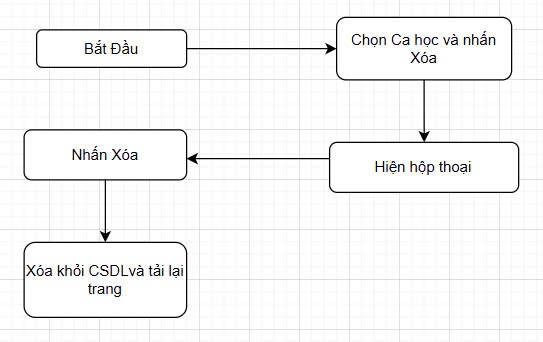 Bắt Đầu
Chọn Ca học và nhấn
Xóa
Hiện hộp thoại
Nhấn Xóa
Xóa khỏi CSDLvà tải lại
trang